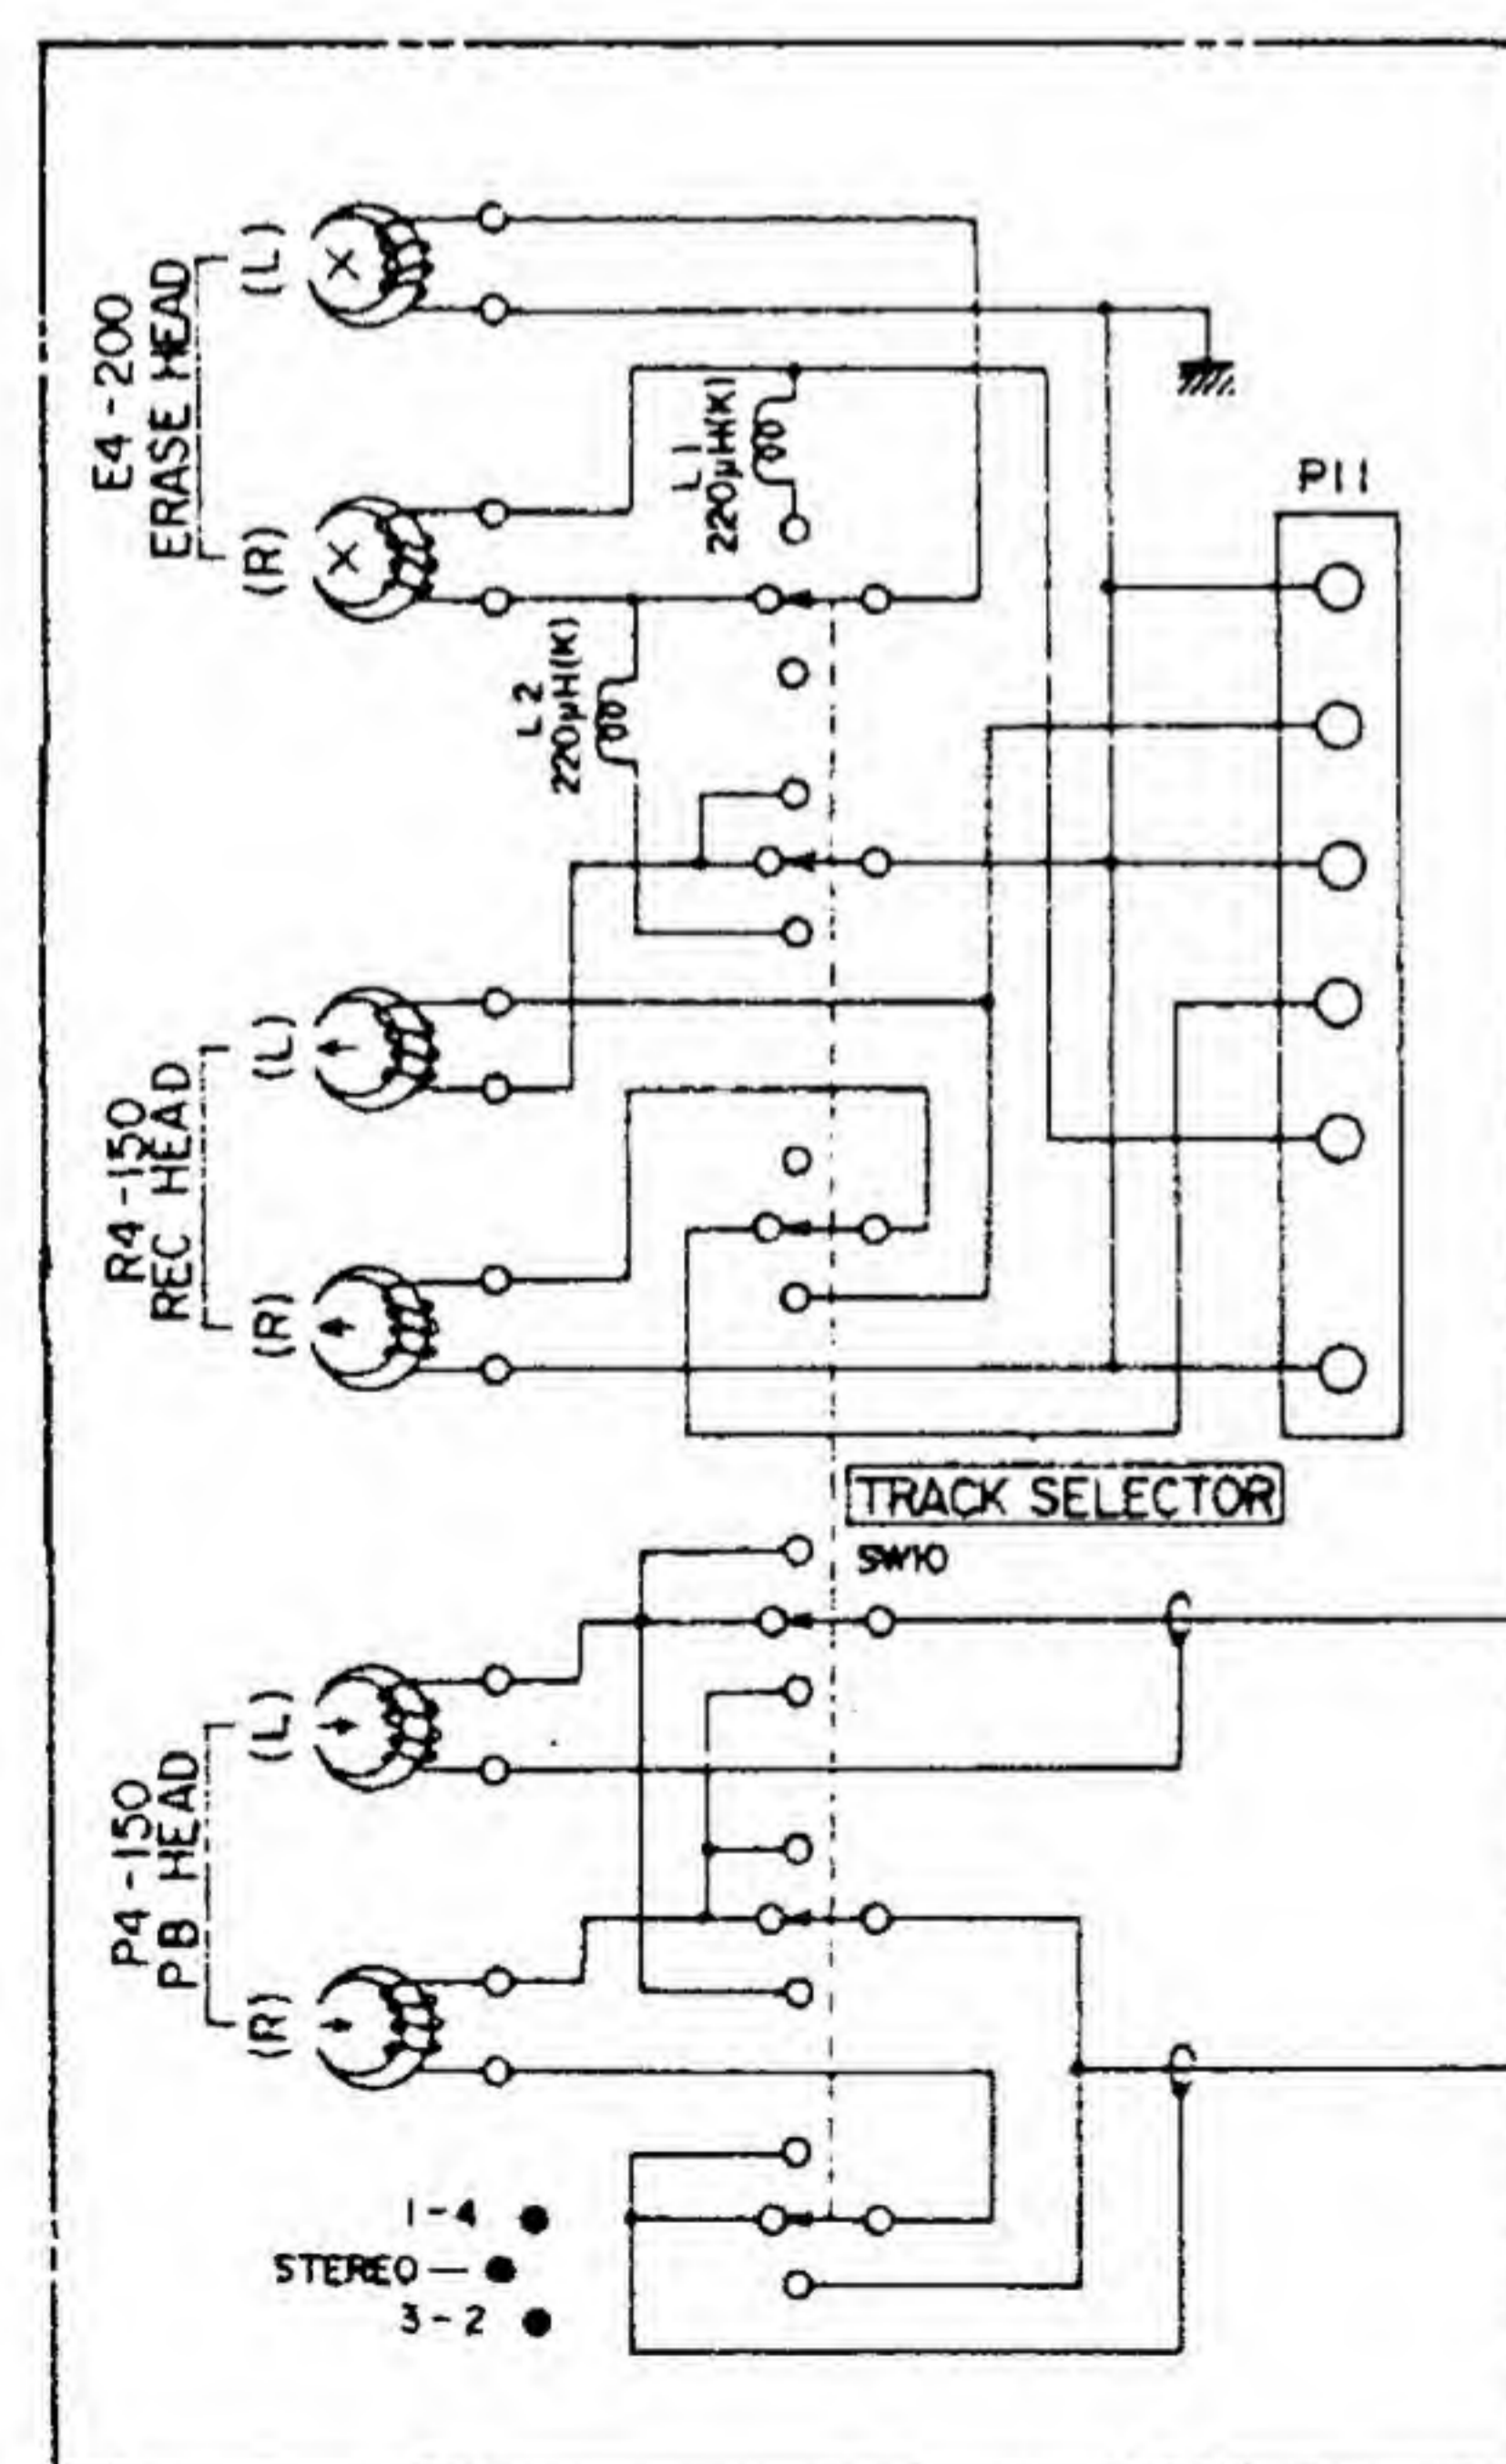 E4-200
ERASE HEAD
(L)
(R)
L1
220μH(K)
L2
220μH(K)
P11
R4-150
REC HEAD
(L)
(R)
TRACK SELECTOR
SW10
P4-150
PB HEAD
(L)
(R)
1-4
STEREO
3-2